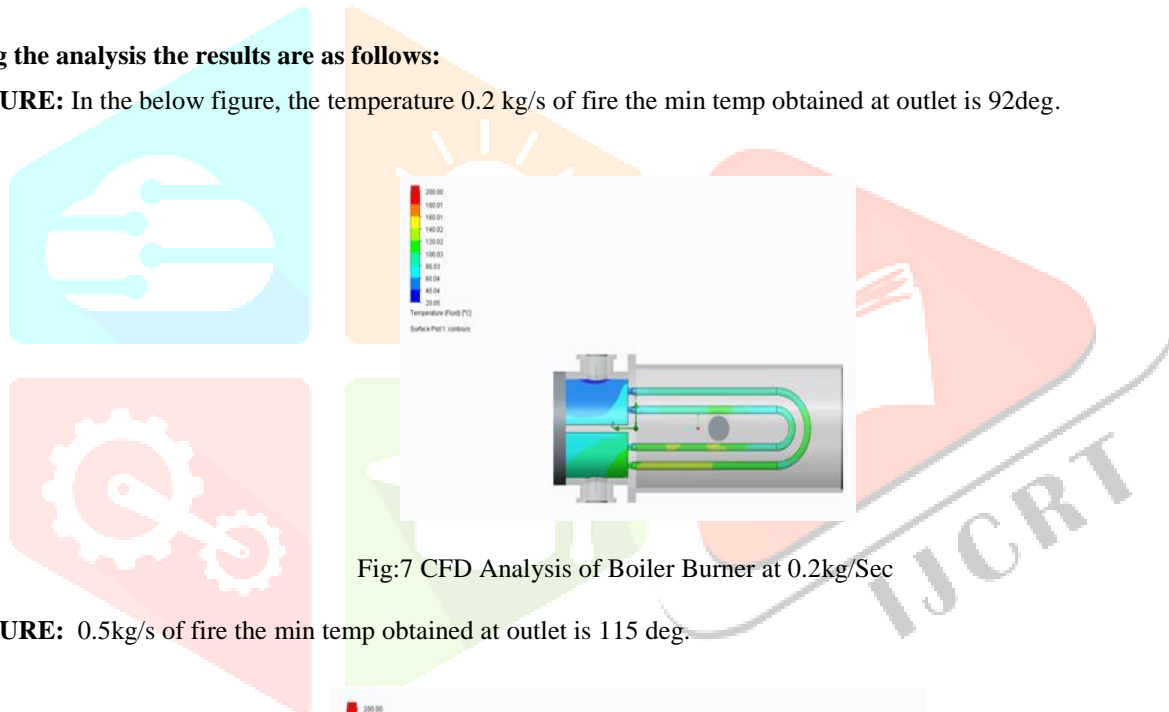 g the analysis the results are as follows:
URE: In the below figure, the temperature 0.2 kg/s of fire the min temp obtained at outlet is 92deg.
200.00
180.01
160.01
140.02
120.02
100.03
80.03
60.04
40.04
20.05
Temperature (Fluid) [°C]
Surface Plot 1: contours
IJCRT
Fig:7 CFD Analysis of Boiler Burner at 0.2kg/Sec
URE: 0.5kg/s of fire the min temp obtained at outlet is 115 deg.
200.00